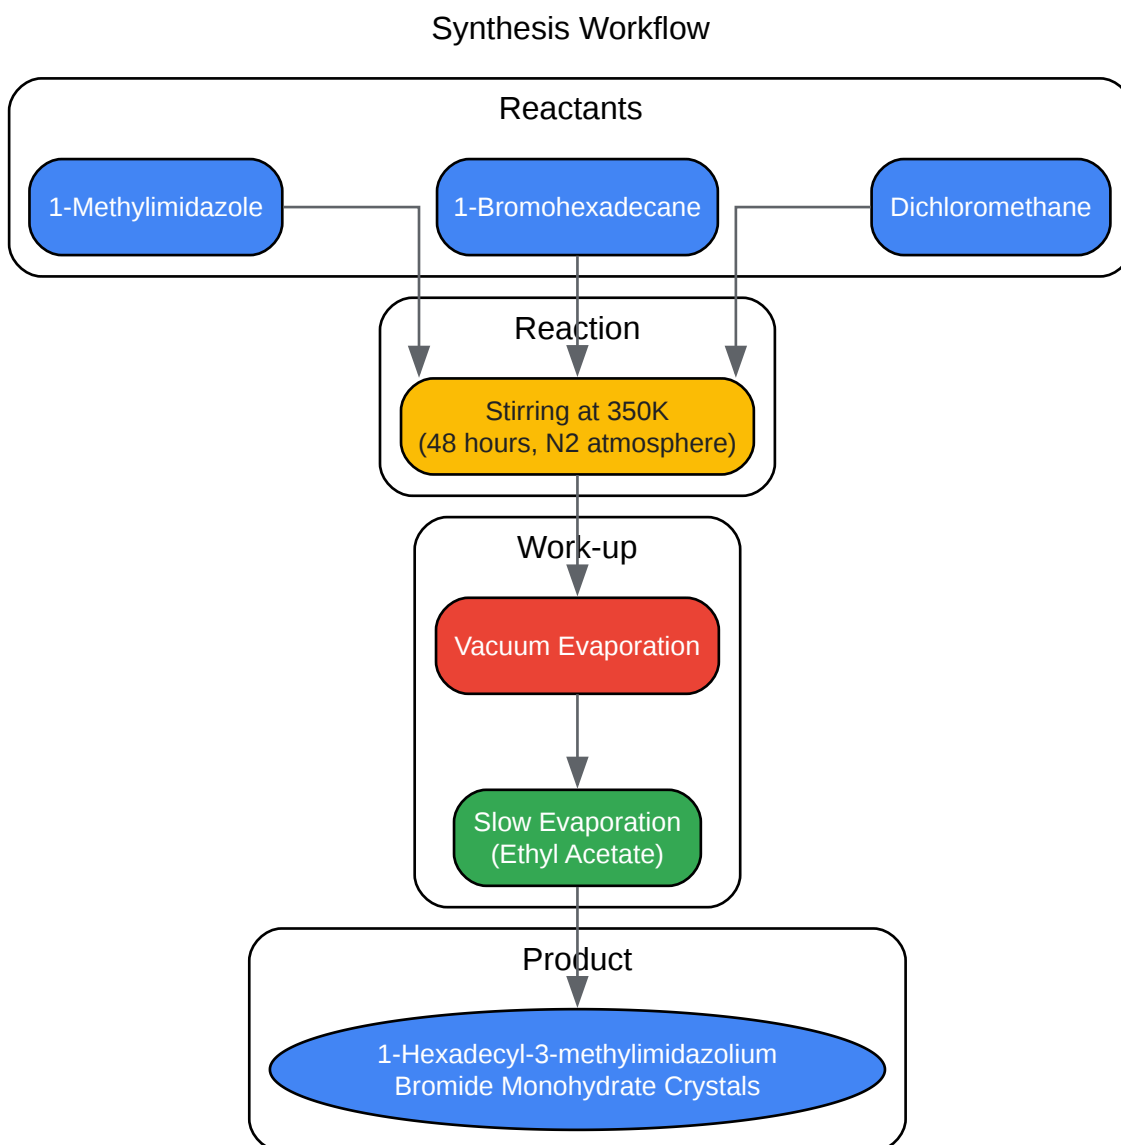 Synthesis Workflow
Reactants
1-Methylimidazole
1-Bromohexadecane
Dichloromethane
Reaction
Stirring at 350K
(48 hours, N2 atmosphere)
Work-up
Vacuum Evaporation
Slow Evaporation
(Ethyl Acetate)
Product
1-Hexadecyl-3-methylimidazolium
Bromide Monohydrate Crystals